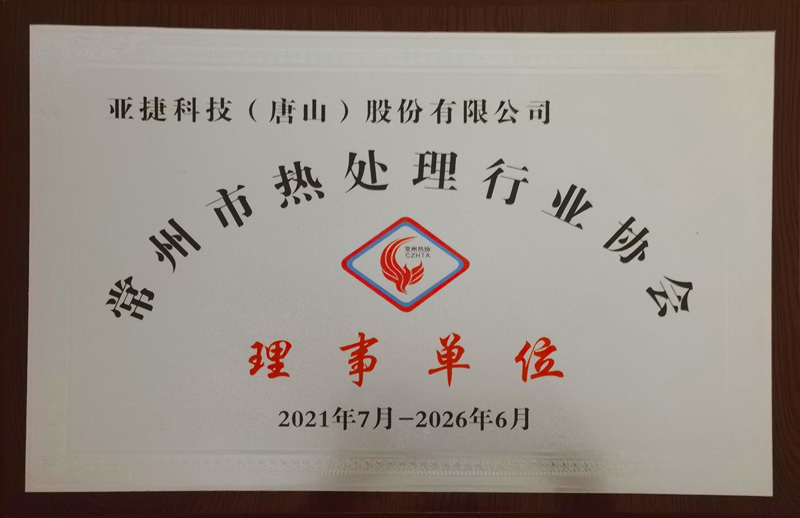 亚捷科技（唐山）股份有限公司
常州市热处理行业协会
常州热协
CZHTA
理事单位
2021年7月－2026年6月